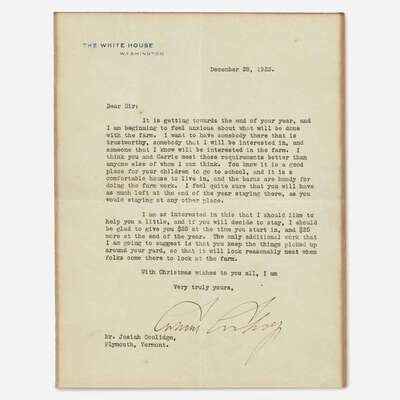 THE WHITE HOUSE
WASHINGTON
December 28, 1923.
Dear Sir:
It is getting towards the end of your year, and
I am beginning to feel anxious about what will be done
with the farm. I want to have somebody there that is
trustworthy, somebody that I will be interested in, and
someone that I know will be interested in the farm. I
think you and Carrie meet those requirements better than
anyone else of whom I can think. You know it is a good
place for your children to go to school, and it is a
comfortable house to live in, and the barns are handy for
doing the farm work. I feel quite sure that you will have
as much left at the end of the year staying there, as you
would staying at any other place.
I am so interested in this that I should like to
help you a little, and if you will decide to stay, I should
be glad to give you $25 at the time you start in, and $25
more at the end of the year. The only additional work that
I am going to suggest is that you keep the things picked up
around your yard, so that it will look reasonably neat when
folks come there to look at the farm.
With Christmas wishes to you all, I am
Very truly yours,
Calvin Coolidge
Mr. Josiah Coolidge,
Plymouth, Vermont.